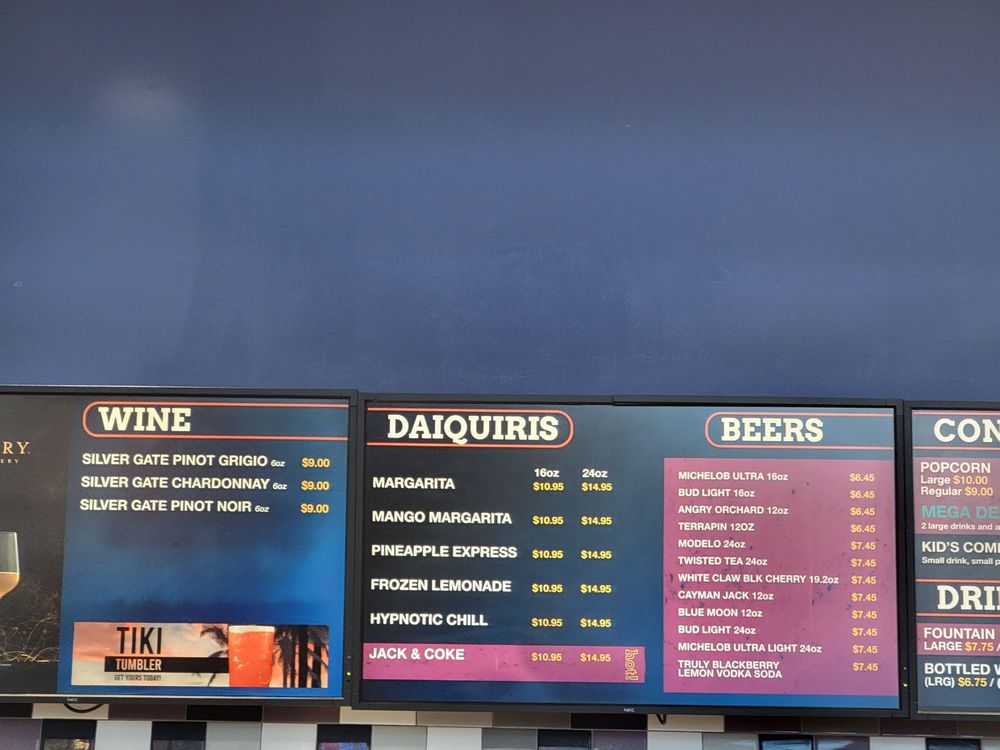 RY.
ERY
WINE
SILVER GATE PINOT GRIGIO 6oz $9.00
SILVER GATE CHARDONNAY 6oz $9.00
SILVER GATE PINOT NOIR 6oz $9.00
TIKI
TUMBLER
GET YOURS TODAY!
NEC
DAIQUIRIS
16oz 24oz
MARGARITA $10.95 $14.95
MANGO MARGARITA $10.95 $14.95
PINEAPPLE EXPRESS $10.95 $14.95
FROZEN LEMONADE $10.95 $14.95
HYPNOTIC CHILL $10.95 $14.95
JACK & COKE $10.95 $14.95 hot!
BEERS
MICHELOB ULTRA 16oz $6.45
BUD LIGHT 16oz $6.45
ANGRY ORCHARD 12oz $6.45
TERRAPIN 12OZ $6.45
MODELO 24oz $7.45
TWISTED TEA 24oz $7.45
WHITE CLAW BLK CHERRY 19.2oz $7.45
CAYMAN JACK 12oz $7.45
BLUE MOON 12oz $7.45
BUD LIGHT 24oz $7.45
MICHELOB ULTRA LIGHT 24oz $7.45
TRULY BLACKBERRY $7.45
LEMON VODKA SODA
NEC
CON
POPCORN
Large $10.00
Regular $9.00
MEGA DE
2 large drinks and a
KID'S COM
Small drink, small p
DRI
FOUNTAIN
LARGE $7.75 /
BOTTLED W
(LRG) $6.75 / (